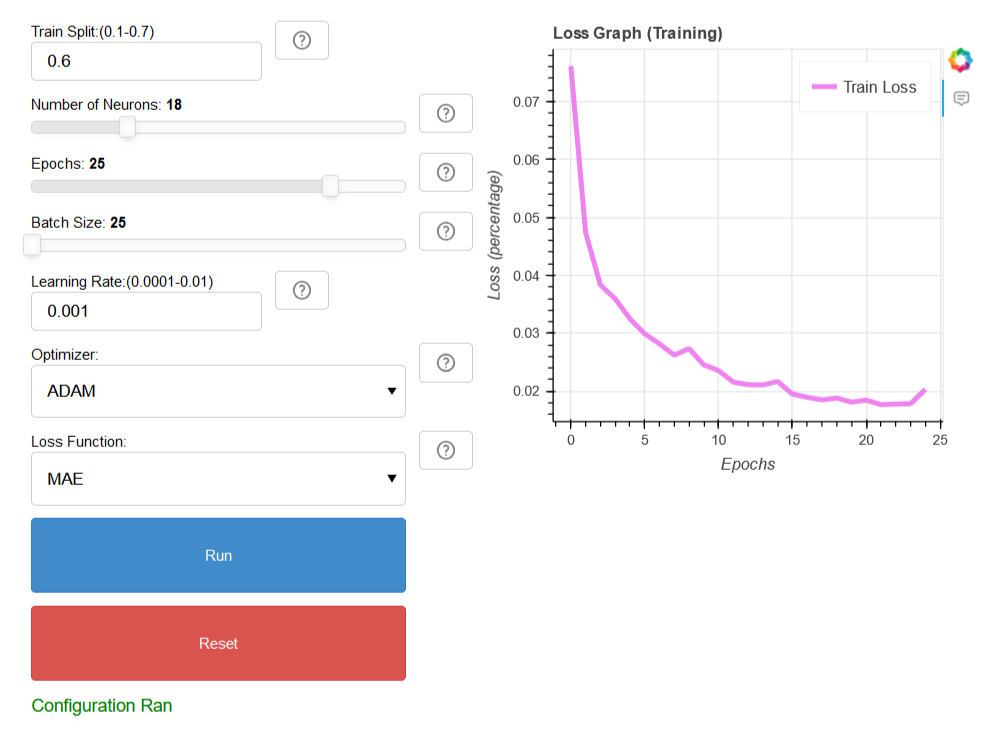 Train Split:(0.1-0.7)
0.6
Number of Neurons: 18
Epochs: 25
Batch Size: 25
Learning Rate:(0.0001-0.01)
0.001
Optimizer:
ADAM
Loss Function:
MAE
Run
Reset
Configuration Ran
Loss Graph (Training)
Train Loss
Loss (percentage)
0.07
0.06
0.05
0.04
0.03
0.02
0 5 10 15 20 25
Epochs